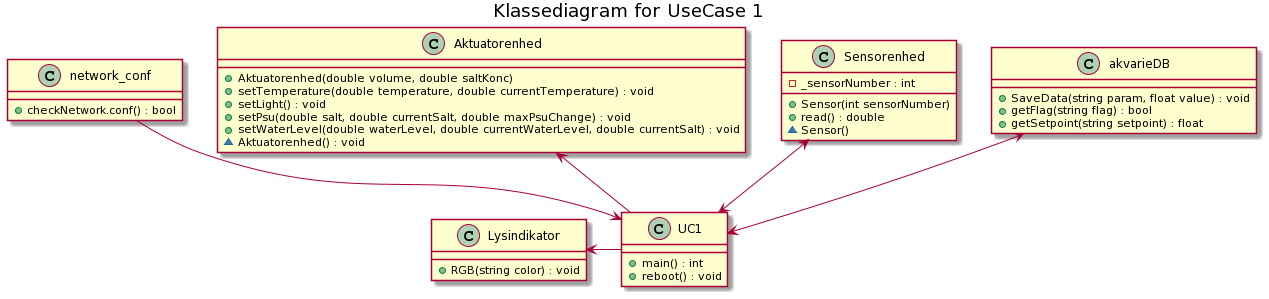 Klassediagram for UseCase 1
C network_conf
checkNetwork.conf() : bool
C Aktuatorenhed
Aktuatorenhed(double volume, double saltKonc)
setTemperature(double temperature, double currentTemperature) : void
setLight() : void
setPsu(double salt, double currentSalt, double maxPsuChange) : void
setWaterLevel(double waterLevel, double currentWaterLevel, double currentSalt) : void
Aktuatorenhed() : void
C Sensorenhed
_sensorNumber : int
Sensor(int sensorNumber)
read() : double
Sensor()
C akvarieDB
SaveData(string param, float value) : void
getFlag(string flag) : bool
getSetpoint(string setpoint) : float
C Lysindikator
RGB(string color) : void
C UC1
main() : int
reboot() : void